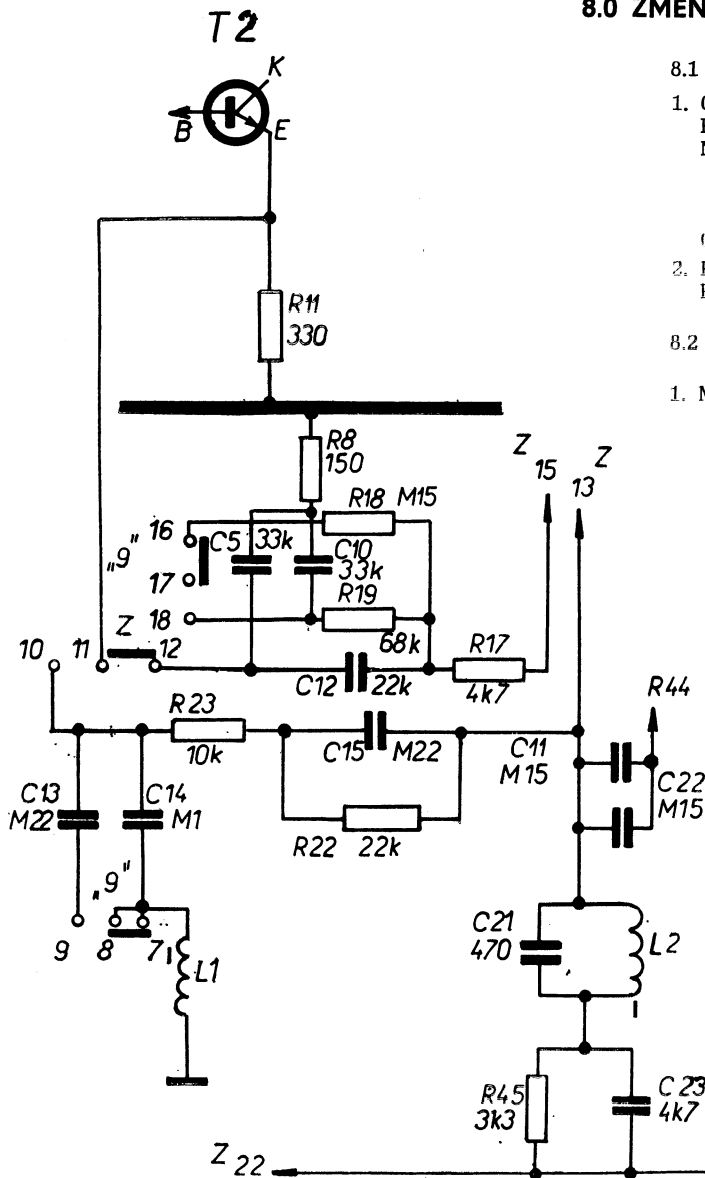 8.0 ZMEN
T2
K
B
E
8.1
1.
2.
8.2
1.
R11
330
R8
150
Z
15
Z
13
16
R18 M15
"9"
C5 33k
C10
33k
17
R19
18
68k
Z
10
11
12
R17
4k7
C12 22k
R44
R23
10k
C15 M22
C11
M15
C22
M15
C13
M22
C14
M1
R22 22k
"9"
9
8
7
L1
C21
470
L2
R45
3k3
C23
4k7
Z 22